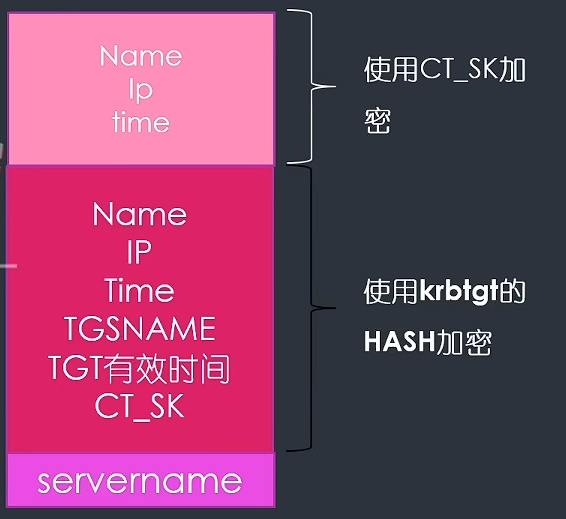 Name
Ip
time
使用CT_SK加
密
Name
IP
Time
TGSNAME
TGT有效时间
CT_SK
使用krbtgt的
HASH加密
servername